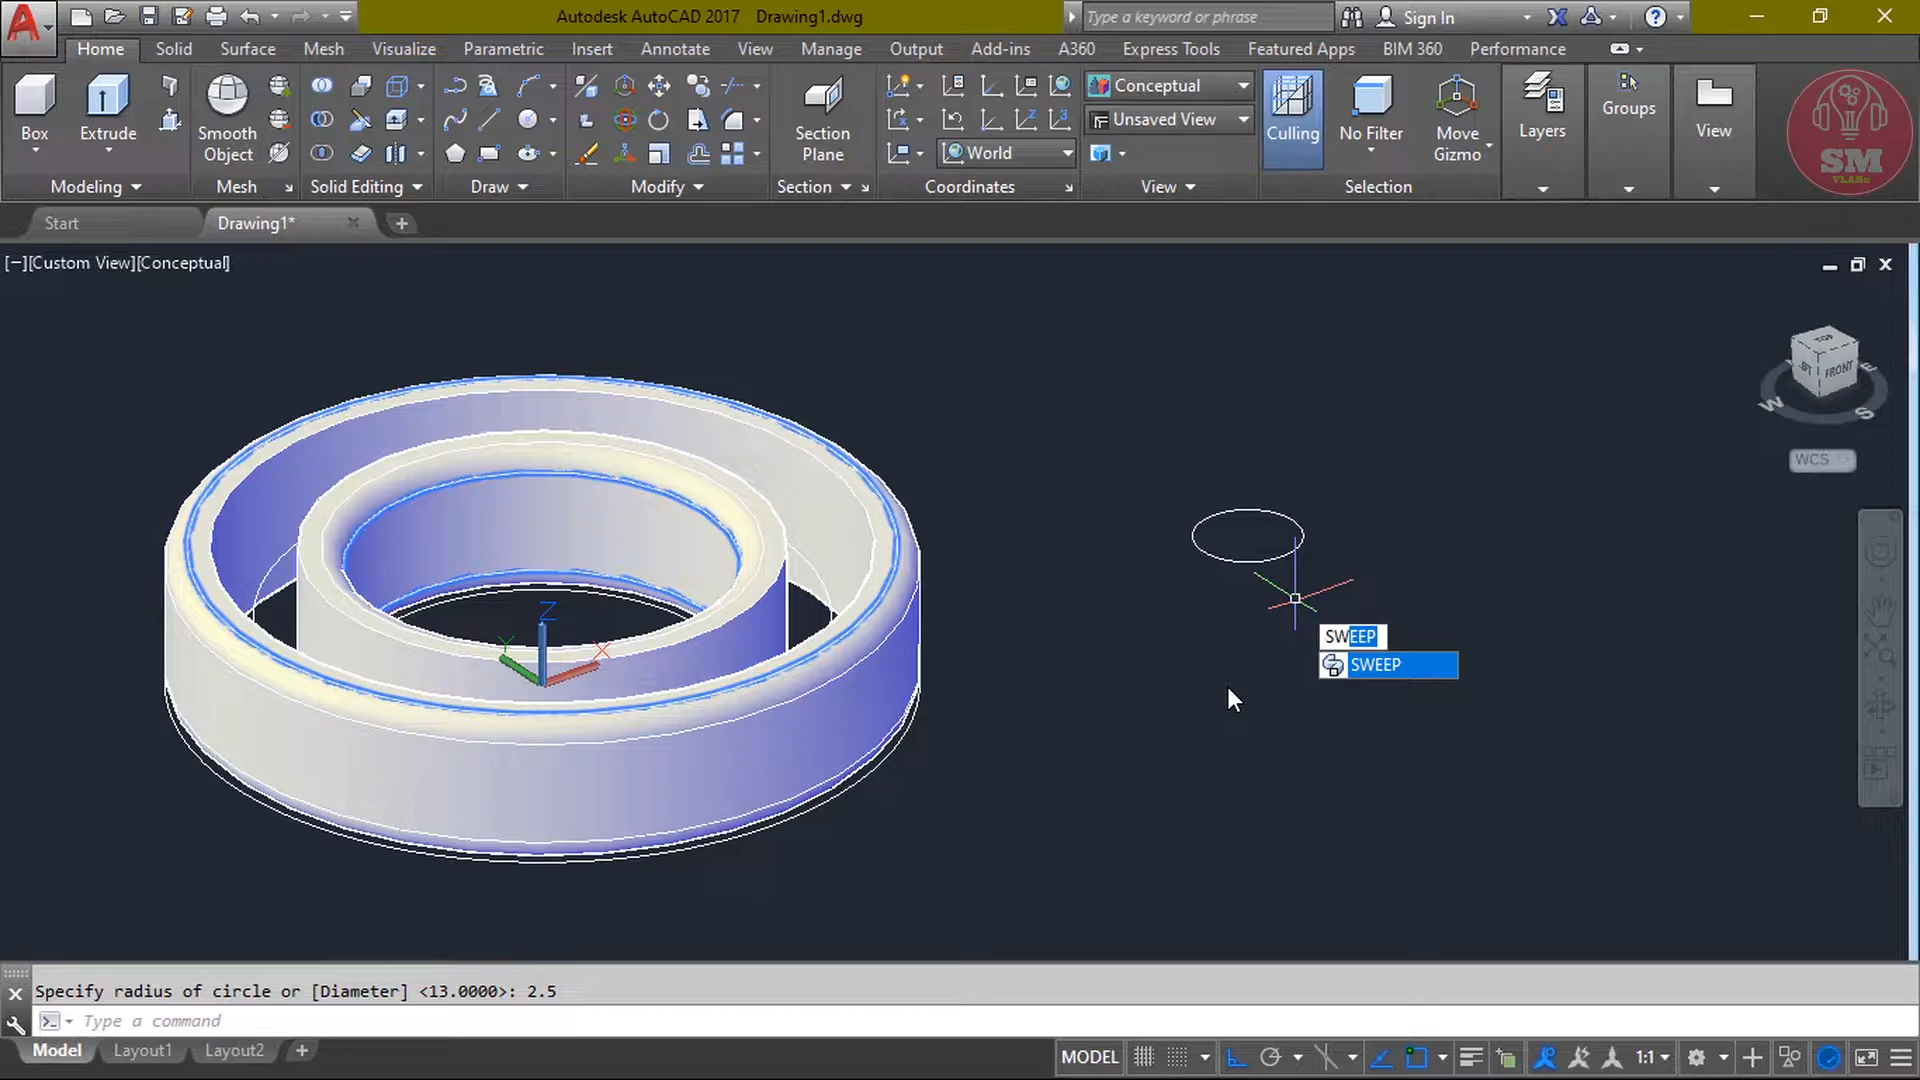 Autodesk AutoCAD 2017 Drawing1.dwg
Type a keyword or phrase
Sign In
Home Solid Surface Mesh Visualize Parametric Insert Annotate View Manage Output Add-ins A360 Express Tools Featured Apps BIM 360 Performance
Box
Extrude
Smooth
Object
Section
Plane
World
Conceptual
Unsaved View
Culling
No Filter
Move
Gizmo
Layers
Groups
View
SM
VLABs
Modeling Mesh Solid Editing Draw Modify Section Coordinates View Selection
Start Drawing1*
[−][Custom View][Conceptual]
TOP
FRONT
E
W
S
WCS
Z
Y
X
SWEEP
SWEEP
Specify radius of circle or [Diameter] <13.0000>: 2.5
Type a command
Model Layout1 Layout2
MODEL
1:1